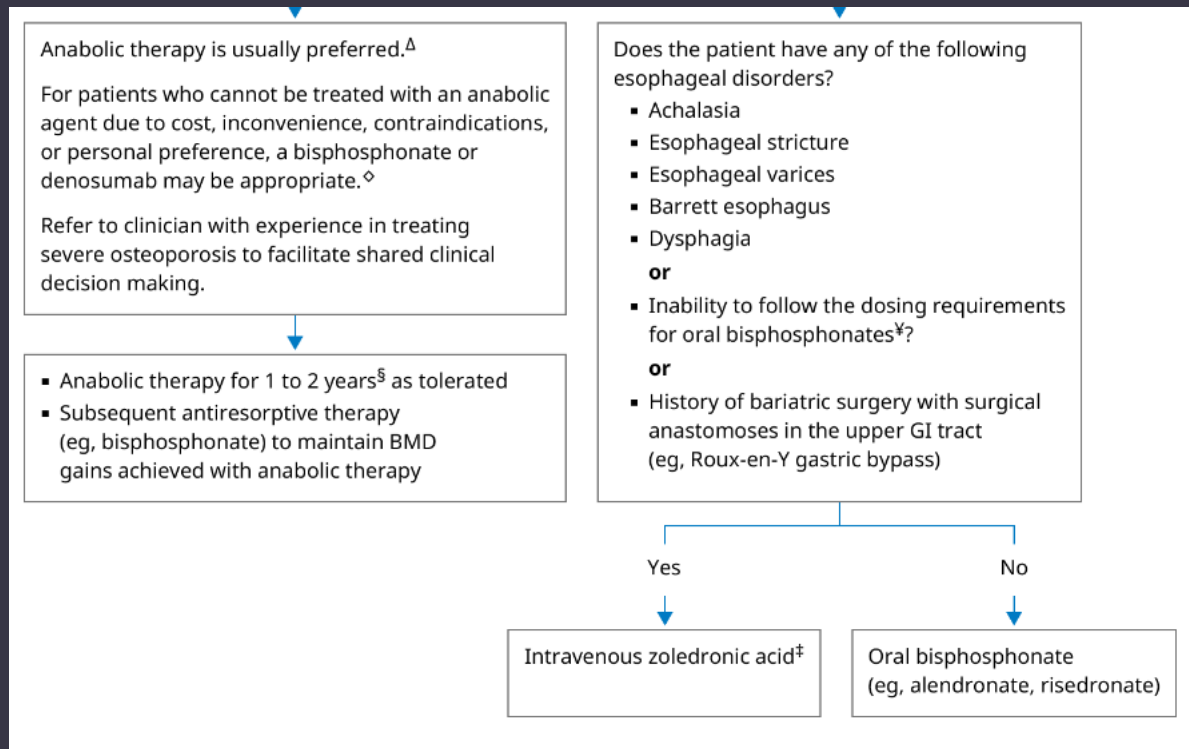 Anabolic therapy is usually preferred.Δ
For patients who cannot be treated with an anabolic
agent due to cost, inconvenience, contraindications,
or personal preference, a bisphosphonate or
denosumab may be appropriate.◇
Refer to clinician with experience in treating
severe osteoporosis to facilitate shared clinical
decision making.
▪ Anabolic therapy for 1 to 2 years§ as tolerated
▪ Subsequent antiresorptive therapy
(eg, bisphosphonate) to maintain BMD
gains achieved with anabolic therapy
Does the patient have any of the following
esophageal disorders?
▪ Achalasia
▪ Esophageal stricture
▪ Esophageal varices
▪ Barrett esophagus
▪ Dysphagia
or
▪ Inability to follow the dosing requirements
for oral bisphosphonates¥?
or
▪ History of bariatric surgery with surgical
anastomoses in the upper GI tract
(eg, Roux-en-Y gastric bypass)
Yes
No
Intravenous zoledronic acid‡
Oral bisphosphonate
(eg, alendronate, risedronate)